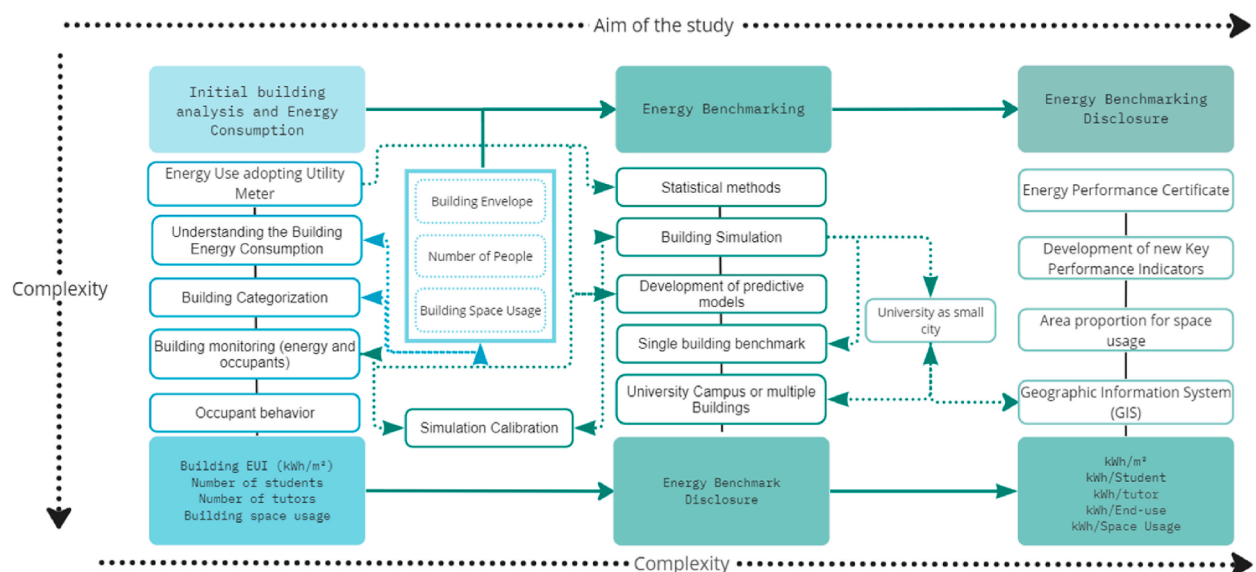 Aim of the study
Initial building
analysis and Energy
Consumption
Energy Benchmarking
Energy Benchmarking
Disclosure
Energy Use adopting Utility
Meter
Understanding the Building
Energy Consumption
Building Categorization
Building monitoring (energy and
occupants)
Occupant behavior
Building Envelope
Number of People
Building Space Usage
Simulation Calibration
Statistical methods
Building Simulation
Development of predictive
models
Single building benchmark
University Campus or multiple
Buildings
University as small
city
Energy Performance Certificate
Development of new Key
Performance Indicators
Area proportion for space
usage
Geographic Information System
(GIS)
Complexity
Building EUI (kWh/m²)
Number of students
Number of tutors
Building space usage
Energy Benchmark
Disclosure
kWh/m²
kWh/Student
kWh/tutor
kWh/End-use
kWh/Space Usage
Complexity